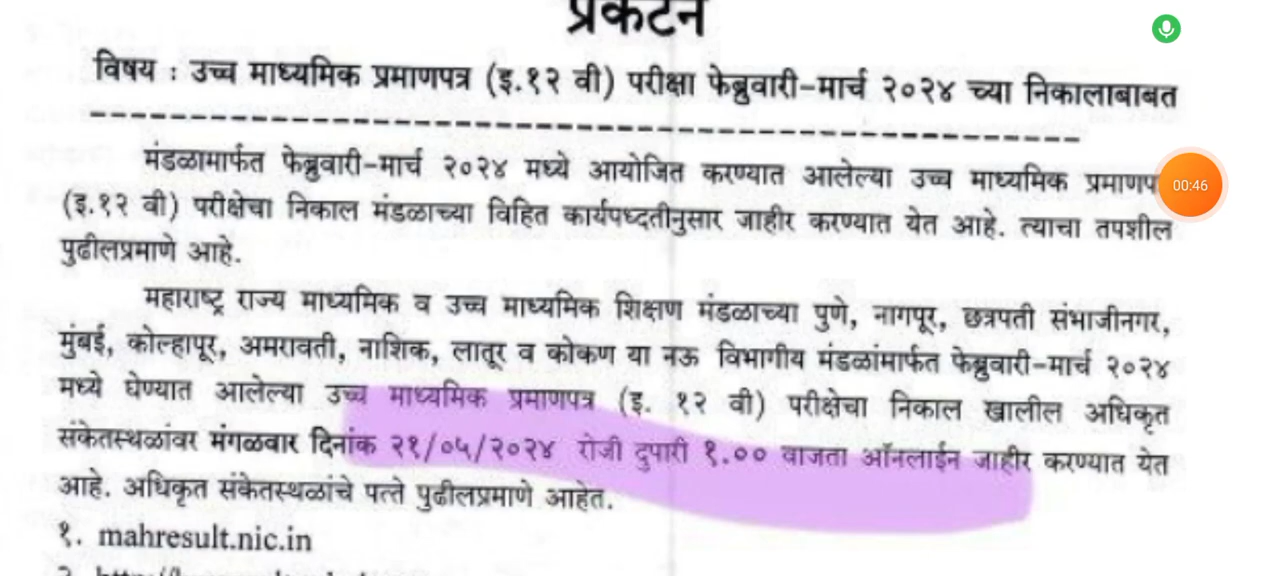 प्रकटन
विषय : उच्च माध्यमिक प्रमाणपत्र (इ.१२ वी) परीक्षा फेब्रुवारी-मार्च २०२४ च्या निकालाबाबत
मंडळामार्फत फेब्रुवारी-मार्च २०२४ मध्ये आयोजित करण्यात आलेल्या उच्च माध्यमिक
00:46
(इ.१२ वी) परीक्षेचा निकाल मंडळाच्या विहित कार्यपध्दतीनुसार जाहीर करण्यात येत आहे. त्याचा तपशील
पुढीलप्रमाणे आहे.
महाराष्ट्र राज्य माध्यमिक व उच्च माध्यमिक शिक्षण मंडळाच्या पुणे, नागपूर, छत्रपती संभाजीनगर,
मुंबई, कोल्हापूर, अमरावती, नाशिक, लातूर व कोकण या नऊ विभागीय मंडळांमार्फत फेब्रुवारी-मार्च २०२४
मध्ये घेण्यात आलेल्या उच्च माध्यमिक प्रमाणपत्र (इ. १२ वी) परीक्षेचा निकाल खालील अधिकृत
संकेतस्थळांवर मंगळवार दिनांक २१/०५/२०२४ रोजी दुपारी १.०० वाजता ऑनलाईन जाहीर करण्यात येत
आहे. अधिकृत संकेतस्थळांचे पत्ते पुढीलप्रमाणे आहेत.
१. mahresult.nic.in